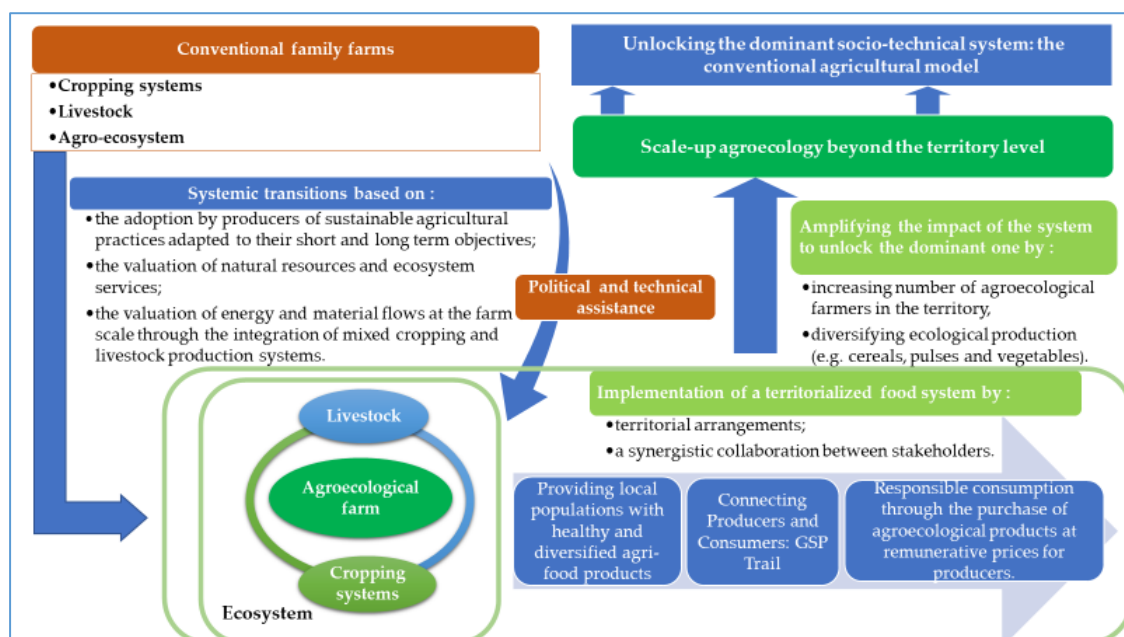 Conventional family farms
•Cropping systems
•Livestock
•Agro-ecosystem
Unlocking the dominant socio-technical system: the
conventional agricultural model
Scale-up agroecology beyond the territory level
Systemic transitions based on :
•the adoption by producers of sustainable agricultural
practices adapted to their short and long term objectives;
•the valuation of natural resources and ecosystem
services;
•the valuation of energy and material flows at the farm
scale through the integration of mixed cropping and
livestock production systems.
Political and technical
assistance
Amplifying the impact of the system
to unlock the dominant one by :
•increasing number of agroecological
farmers in the territory,
•diversifying ecological production
(e.g. cereals, pulses and vegetables).
Implementation of a territorialized food system by :
•territorial arrangements;
•a synergistic collaboration between stakeholders.
Livestock
Agroecological
farm
Cropping
systems
Ecosystem
Providing local
populations with
healthy and
diversified agri-
food products
Connecting
Producers and
Consumers: GSP
Trail
Responsible consumption
through the purchase of
agroecological products at
remunerative prices for
producers.